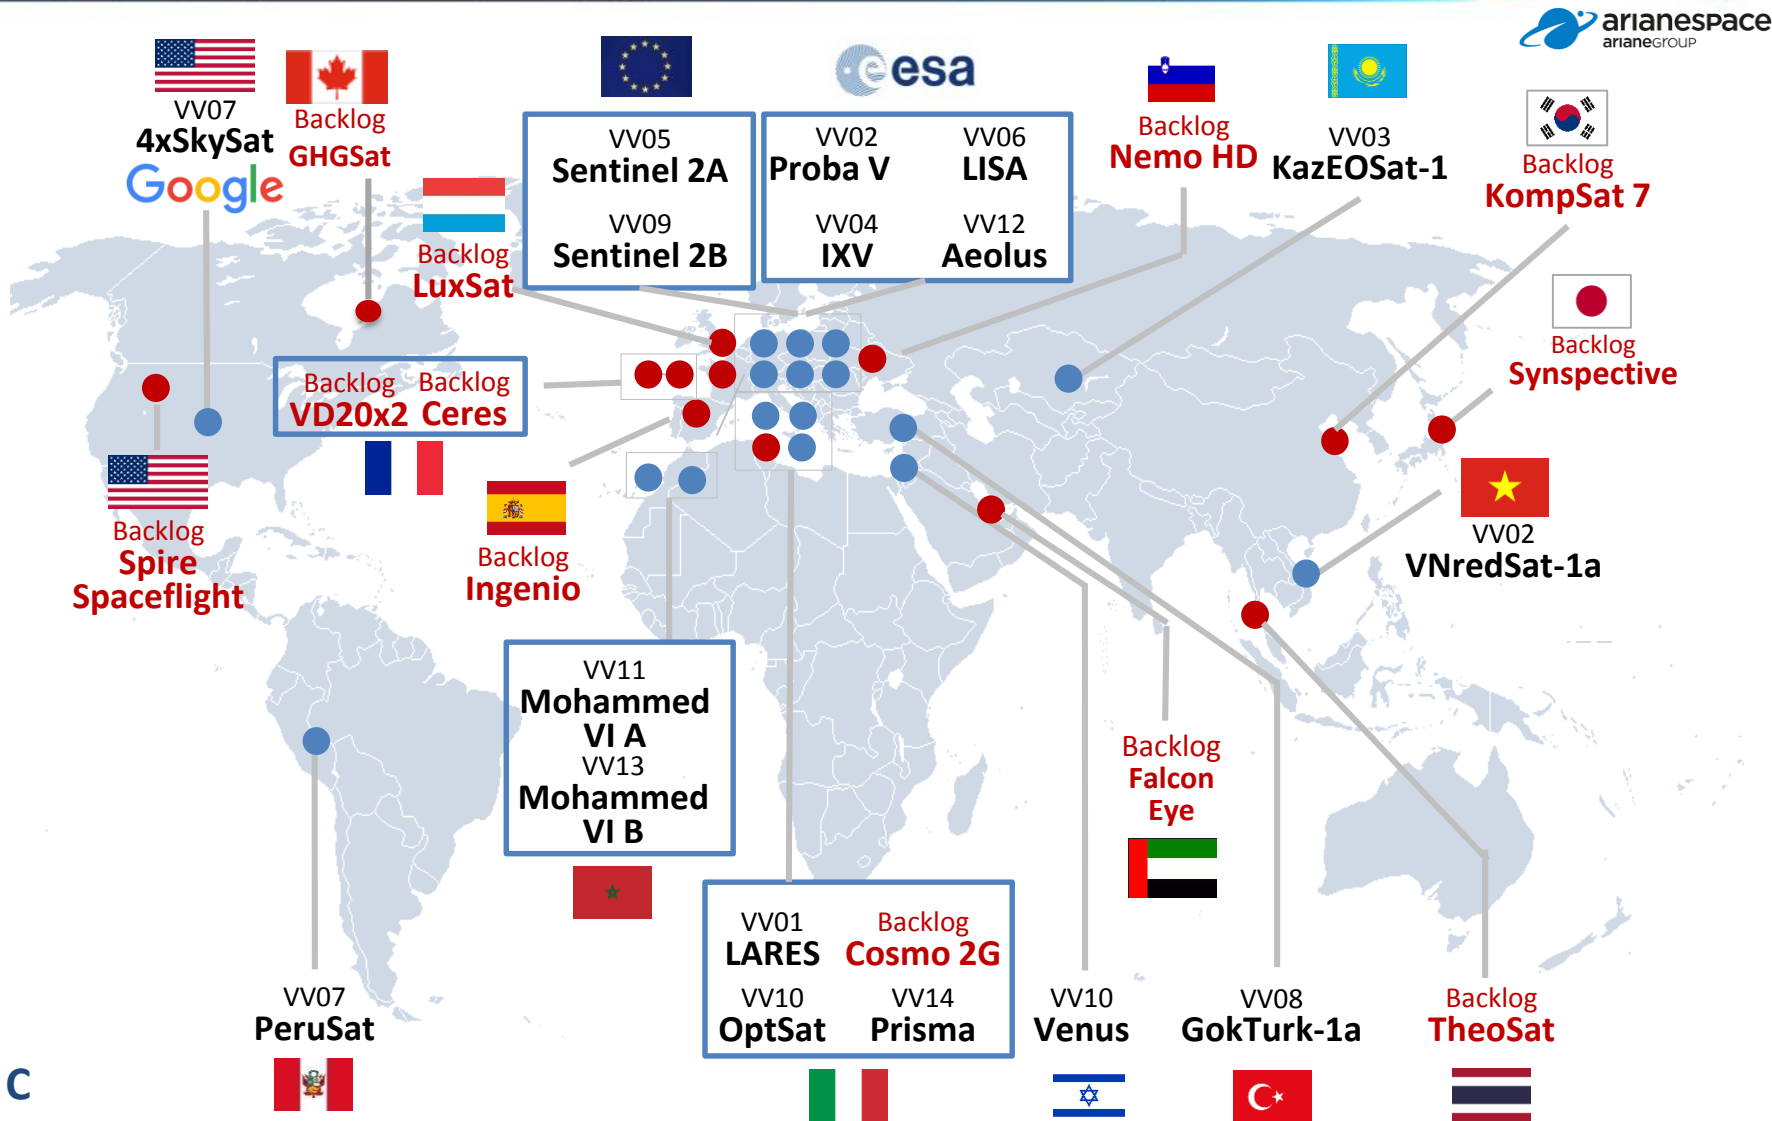 arianespace
arianeGROUP
VV07
4xSkySat
Google
Backlog
GHGSat
Backlog
LuxSat
VV05
Sentinel 2A
VV09
Sentinel 2B
esa
VV02
Proba V
VV06
LISA
VV04
IXV
VV12
Aeolus
Backlog
Nemo HD
VV03
KazEOSat-1
Backlog
KompSat 7
Backlog
Synspective
Backlog
VD20x2
Backlog
Ceres
Backlog
Spire
Spaceflight
Backlog
Ingenio
VV02
VNredSat-1a
VV11
Mohammed
VI A
VV13
Mohammed
VI B
Backlog
Falcon
Eye
VV07
PeruSat
VV01
LARES
Backlog
Cosmo 2G
VV10
OptSat
VV14
Prisma
VV10
Venus
VV08
GokTurk-1a
Backlog
TheoSat
C